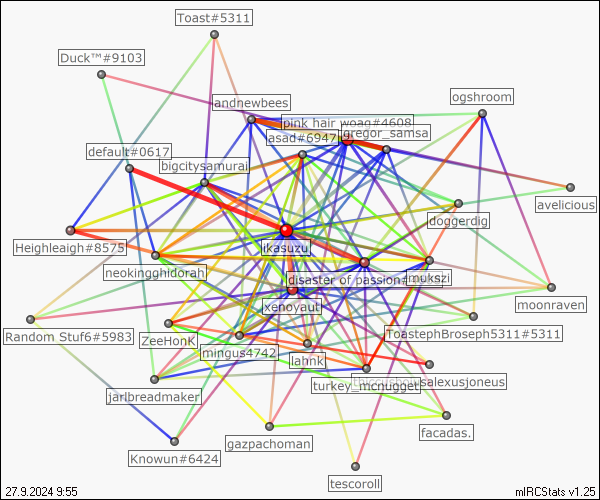 Toast#5311
Duck™#9103
ogshroom
andnewbees
pink hair woag#4608
gregor_samsa
asad#6947
default#0617
bigcitysamurai
avelicious
doggerdig
Heighleaigh#8575
ikasuzu
neokingghidorah
disaster of passion#
mukszi
xenoyaut
moonraven
Random Stuf6#5983
ZeeHonK
ToastephBroseph5311#5311
mingus4742
lahnk
turkey_mcnugget
salexusjoneus
jarlbreadmaker
facadas.
gazpachoman
Knowun#6424
tescoroll
27.9.2024 9:55
mIRCStats v1.25